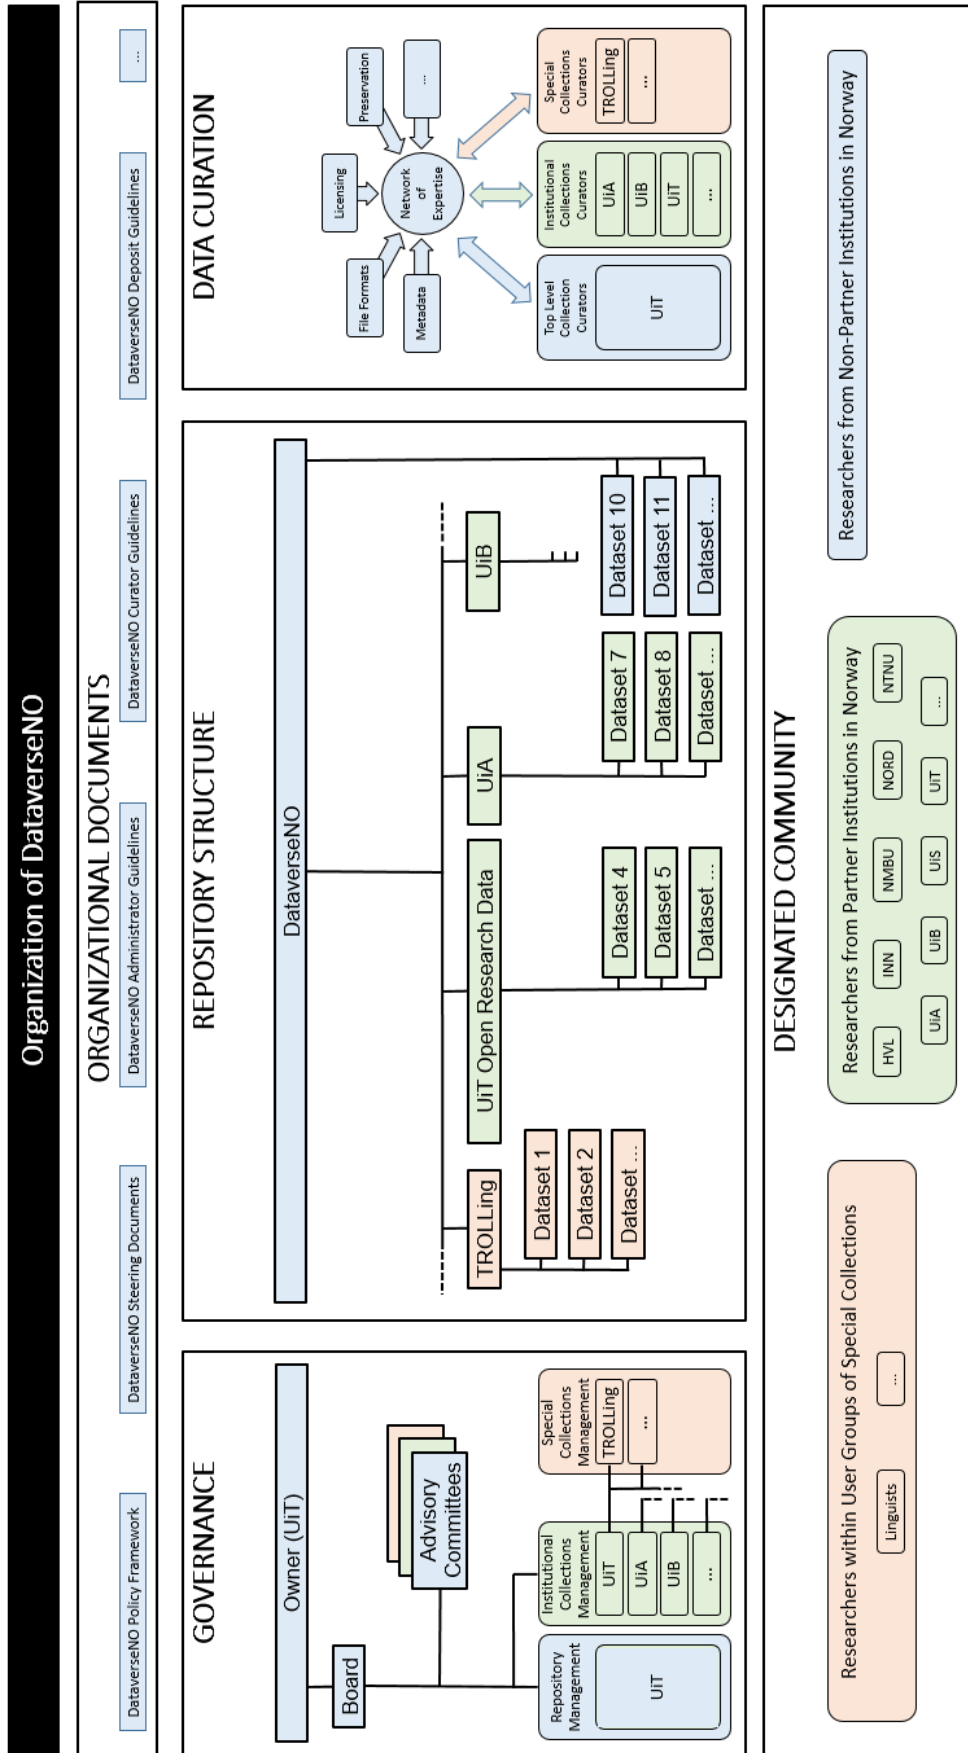 Organization of DataverseNO
ORGANIZATIONAL DOCUMENTS
DataverseNO Policy Framework
DataverseNO Steering Documents
DataverseNO Administrator Guidelines
DataverseNO Curator Guidelines
DataverseNO Deposit Guidelines
...
GOVERNANCE
Owner (UiT)
Board
Advisory
Committees
Repository
Management
UiT
Institutional
Collections
Management
UiT
UiA
UiB
...
Special
Collections
Management
TROLLing
...
REPOSITORY STRUCTURE
DataverseNO
TROLLing
Dataset 1
Dataset 2
Dataset ...
UiT Open Research Data
Dataset 4
Dataset 5
Dataset ...
UiA
Dataset 7
Dataset 8
Dataset ...
UiB
Dataset 10
Dataset 11
Dataset ...
DATA CURATION
File Formats
Licensing
Preservation
Metadata
...
Network
of
Expertise
Top Level
Collection
Curators
UiT
Institutional
Collections
Curators
UiA
UiB
UiT
...
Special
Collections
Curators
TROLLing
...
DESIGNATED COMMUNITY
Researchers within User Groups of Special Collections
Linguists
...
Researchers from Partner Institutions in Norway
HVL
INN
NMBU
NORD
NTNU
UiA
UiB
UiS
UiT
...
Researchers from Non-Partner Institutions in Norway